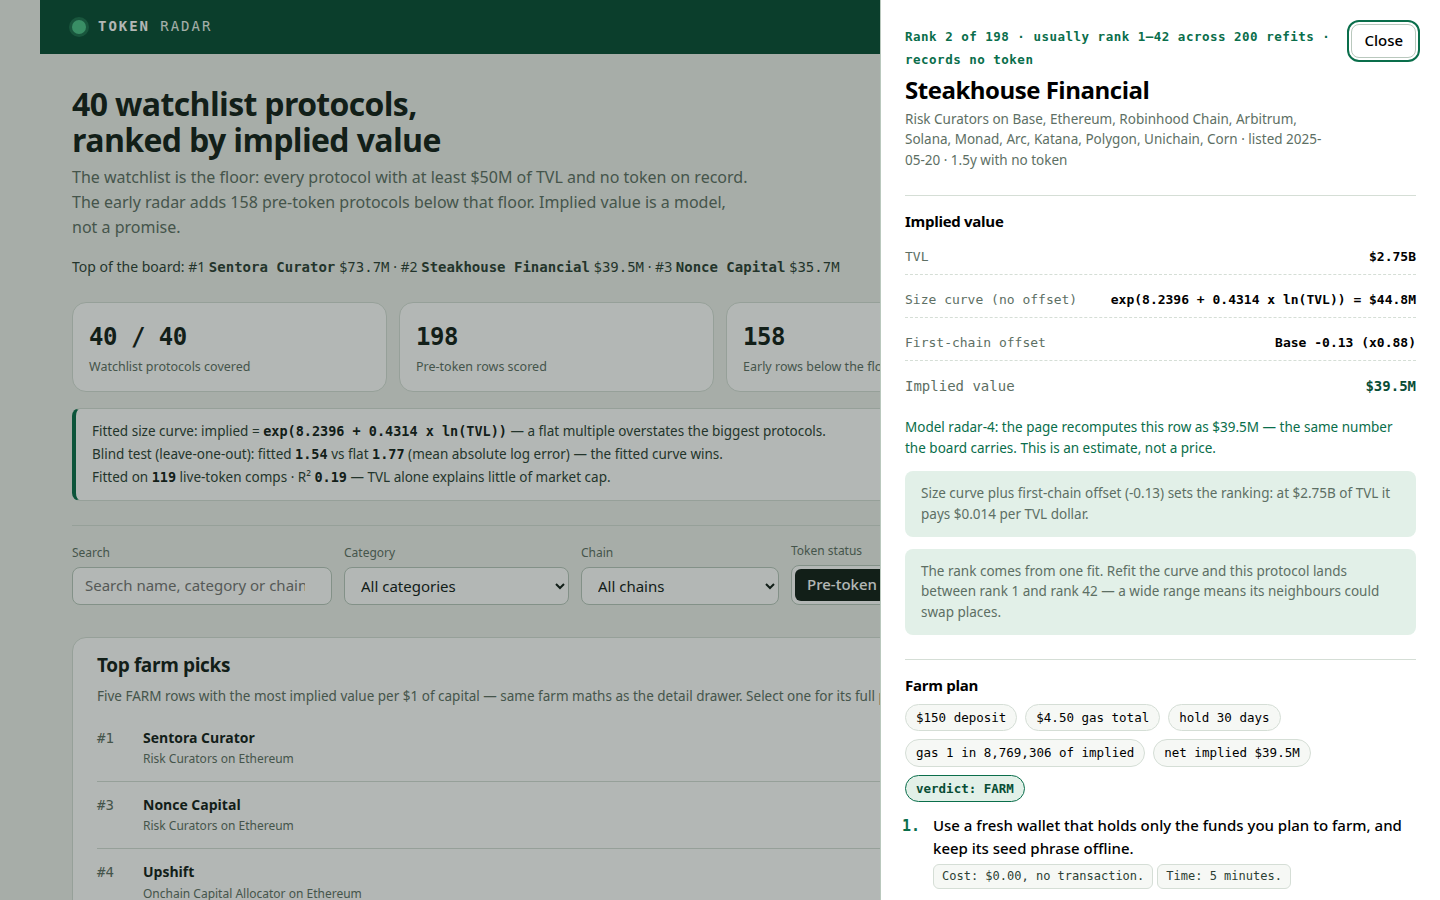 TOKEN RADAR
40 watchlist protocols,
ranked by implied value
The watchlist is the floor: every protocol with at least $50M of TVL and no token on record.
The early radar adds 158 pre-token protocols below that floor. Implied value is a model,
not a promise.
Top of the board: #1 Sentora Curator $73.7M · #2 Steakhouse Financial $39.5M · #3 Nonce Capital $35.7M
40 / 40
Watchlist protocols covered
198
Pre-token rows scored
158
Early rows below the flo
Fitted size curve: implied = exp(8.2396 + 0.4314 x ln(TVL)) — a flat multiple overstates the biggest protocols.
Blind test (leave-one-out): fitted 1.54 vs flat 1.77 (mean absolute log error) — the fitted curve wins.
Fitted on 119 live-token comps · R² 0.19 — TVL alone explains little of market cap.
Search
Category
Chain
Token status
Search name, category or chain
All categories
All chains
Pre-token
Top farm picks
Five FARM rows with the most implied value per $1 of capital — same farm maths as the detail drawer. Select one for its full
#1
Sentora Curator
Risk Curators on Ethereum
#3
Nonce Capital
Risk Curators on Ethereum
#4
Upshift
Onchain Capital Allocator on Ethereum
Rank 2 of 198 · usually rank 1–42 across 200 refits ·
records no token
Close
Steakhouse Financial
Risk Curators on Base, Ethereum, Robinhood Chain, Arbitrum,
Solana, Monad, Arc, Katana, Polygon, Unichain, Corn · listed 2025-
05-20 · 1.5y with no token
Implied value
TVL
$2.75B
Size curve (no offset)
exp(8.2396 + 0.4314 x ln(TVL)) = $44.8M
First-chain offset
Base -0.13 (x0.88)
Implied value
$39.5M
Model radar-4: the page recomputes this row as $39.5M — the same number
the board carries. This is an estimate, not a price.
Size curve plus first-chain offset (-0.13) sets the ranking: at $2.75B of TVL it
pays $0.014 per TVL dollar.
The rank comes from one fit. Refit the curve and this protocol lands
between rank 1 and rank 42 — a wide range means its neighbours could
swap places.
Farm plan
$150 deposit
$4.50 gas total
hold 30 days
gas 1 in 8,769,306 of implied
net implied $39.5M
verdict: FARM
1. Use a fresh wallet that holds only the funds you plan to farm, and
keep its seed phrase offline.
Cost: $0.00, no transaction.
Time: 5 minutes.